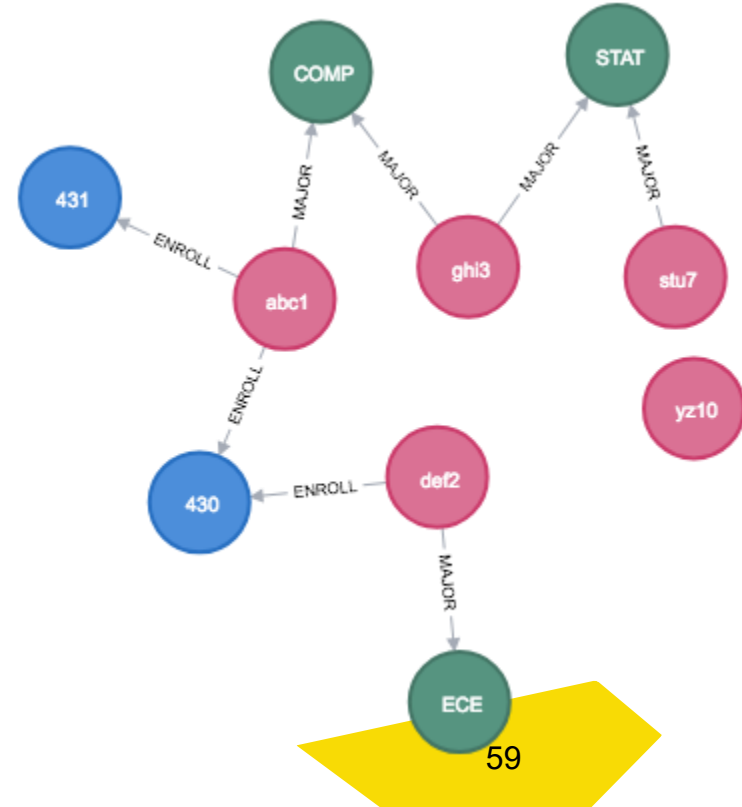 COMP
STAT
MAJOR
MAJOR
MAJOR
MAJOR
431
ENROLL
abc1
ghi3
stu7
ENROLL
yz10
430
ENROLL
def2
MAJOR
ECE
59